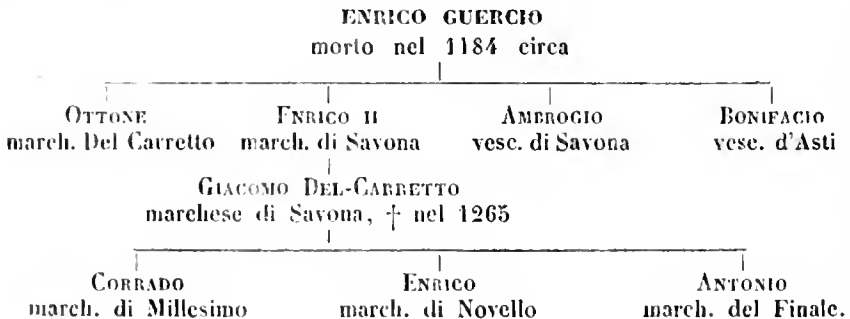 ENRICO GUERCIO
morto nel 1184 circa
OTTONE ENRICO II AMBROGIO BONIFACIO
march. Del Carretto march. di Savona vesc. di Savona vesc. d'Asti
GIACOMO DEL-CARRETTO
marchese di Savona, † nel 1265
CORRADO ENRICO ANTONIO
march. di Millesimo march. di Novello march. del Finale.